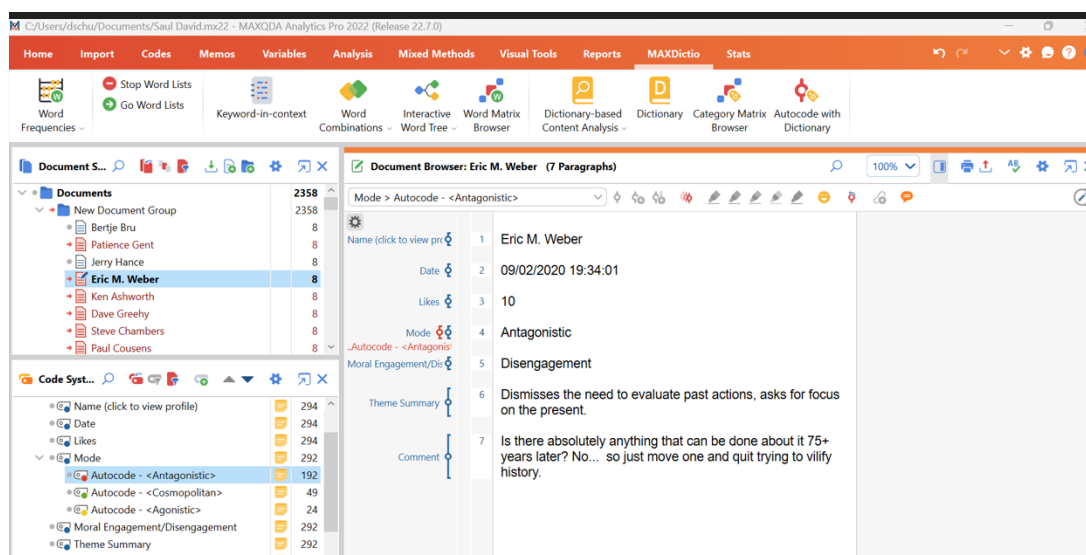 C:/Users/dschu/Documents/Saul David.mx22 - MAXQDA Analytics Pro 2022 (Release 22.7.0)
Home Import Codes Memos Variables Analysis Mixed Methods Visual Tools Reports MAXDictio Stats
Word Frequencies
Stop Word Lists
Go Word Lists
Keyword-in-context
Word Combinations
Interactive Word Tree
Word Matrix Browser
Dictionary-based Content Analysis
Dictionary
Category Matrix Browser
Autocode with Dictionary
Document S...
Documents 2358
New Document Group 2358
Bertje Bru 8
Patience Gent 8
Jerry Hance 8
Eric M. Weber 8
Ken Ashworth 8
Dave Greehy 8
Steve Chambers 8
Paul Cousens 8
Code Syst...
Name (click to view profile) 294
Date 294
Likes 294
Mode 292
Autocode - <Antagonistic> 192
Autocode - <Cosmopolitan> 49
Autocode - <Agonistic> 24
Moral Engagement/Disengagement 292
Theme Summary 292
Document Browser: Eric M. Weber (7 Paragraphs)
100%
Mode > Autocode - <Antagonistic>
Name (click to view pro 1 Eric M. Weber
Date 2 09/02/2020 19:34:01
Likes 3 10
Mode 4 Antagonistic
..Autocode - <Antagonist
Moral Engagement/Dis 5 Disengagement
Theme Summary 6 Dismisses the need to evaluate past actions, asks for focus
on the present.
Comment 7 Is there absolutely anything that can be done about it 75+
years later? No... so just move one and quit trying to vilify
history.